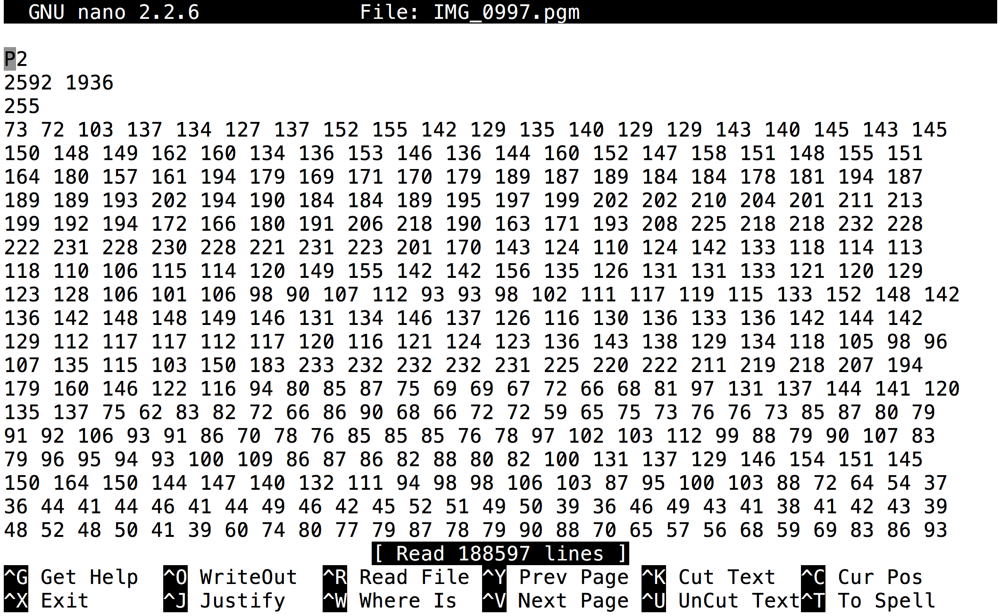 GNU nano 2.2.6 File: IMG_0997.pgm
P2
2592 1936
255
73 72 103 137 134 127 137 152 155 142 129 135 140 129 129 143 140 145 143 145
150 148 149 162 160 134 136 153 146 136 144 160 152 147 158 151 148 155 151
164 180 157 161 194 179 169 171 170 179 189 187 189 184 184 178 181 194 187
189 189 193 202 194 190 184 184 189 195 197 199 202 202 210 204 201 211 213
199 192 194 172 166 180 191 206 218 190 163 171 193 208 225 218 218 232 228
222 231 228 230 228 221 231 223 201 170 143 124 110 124 142 133 118 114 113
118 110 106 115 114 120 149 155 142 142 156 135 126 131 131 133 121 120 129
123 128 106 101 106 98 90 107 112 93 93 98 102 111 117 119 115 133 152 148 142
136 142 148 148 149 146 131 134 146 137 126 116 130 136 133 136 142 144 142
129 112 117 117 112 117 120 116 121 124 123 136 143 138 129 134 118 105 98 96
107 135 115 103 150 183 233 232 232 232 231 225 220 222 211 219 218 207 194
179 160 146 122 116 94 80 85 87 75 69 69 67 72 66 68 81 97 131 137 144 141 120
135 137 75 62 83 82 72 66 86 90 68 66 72 72 59 65 75 73 76 76 73 85 87 80 79
91 92 106 93 91 86 70 78 76 85 85 85 76 78 97 102 103 112 99 88 79 90 107 83
79 96 95 94 93 100 109 86 87 86 82 88 80 82 100 131 137 129 146 154 151 145
150 164 150 144 147 140 132 111 94 98 98 106 103 87 95 100 103 88 72 64 54 37
36 44 41 44 46 41 44 49 46 42 45 52 51 49 50 39 36 46 49 43 41 38 41 42 43 39
48 52 48 50 41 39 60 74 80 77 79 87 78 79 90 88 70 65 57 56 68 59 69 83 86 93
[ Read 188597 lines ]
^G Get Help ^O WriteOut ^R Read File ^Y Prev Page ^K Cut Text ^C Cur Pos
^X Exit ^J Justify ^W Where Is ^V Next Page ^U UnCut Text ^T To Spell